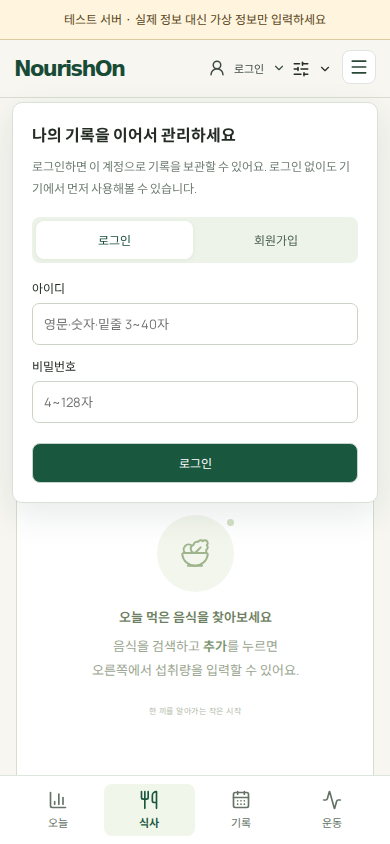 테스트 서버 · 실제 정보 대신 가상 정보만 입력하세요
NourishOn
로그인
나의 기록을 이어서 관리하세요
로그인하면 이 계정으로 기록을 보관할 수 있어요. 로그인 없이도 기
기에서 먼저 사용해볼 수 있습니다.
로그인
회원가입
아이디
영문·숫자·밑줄 3~40자
비밀번호
4~128자
로그인
오늘 먹은 음식을 찾아보세요
음식을 검색하고 추가를 누르면
오른쪽에서 섭취량을 입력할 수 있어요.
한 끼를 알아가는 작은 시작
오늘
식사
기록
운동